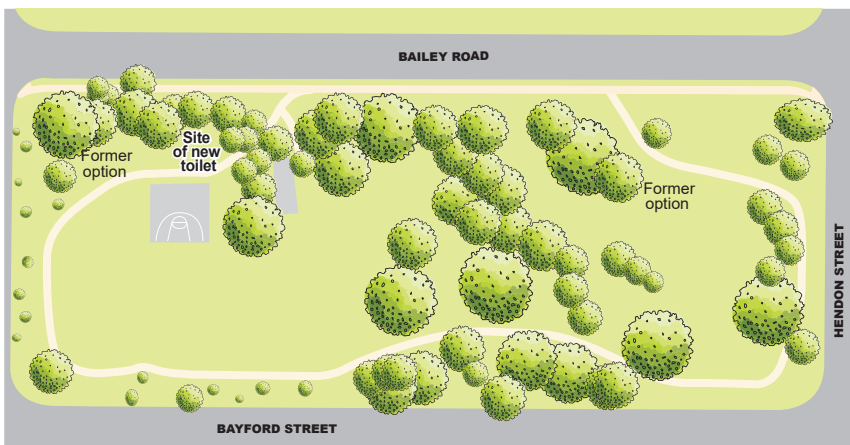 BAILEY ROAD
Site
of new
toilet
Former
option
Former
option
HENDON STREET
BAYFORD STREET